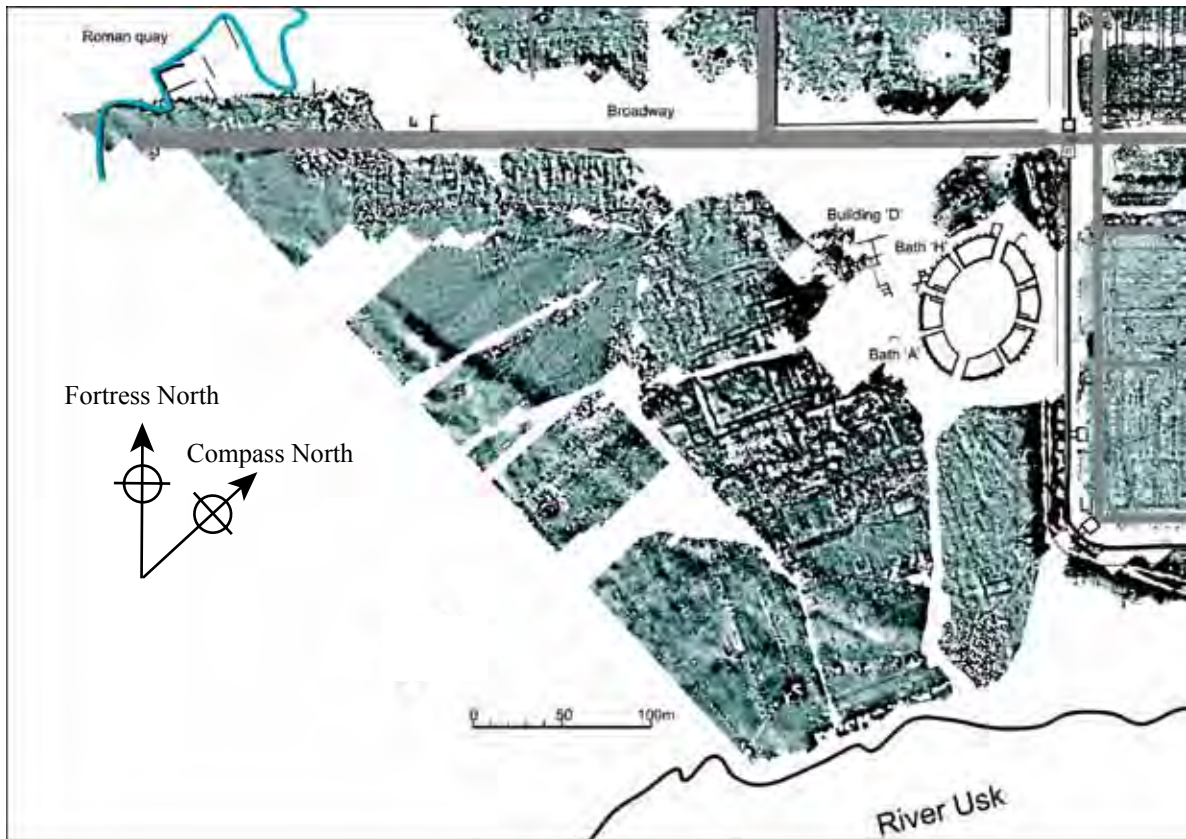 Roman quay
Broadway
Building 'D'
Bath 'H'
Bath 'A'
Fortress North
Compass North
0 50 100m
River Usk